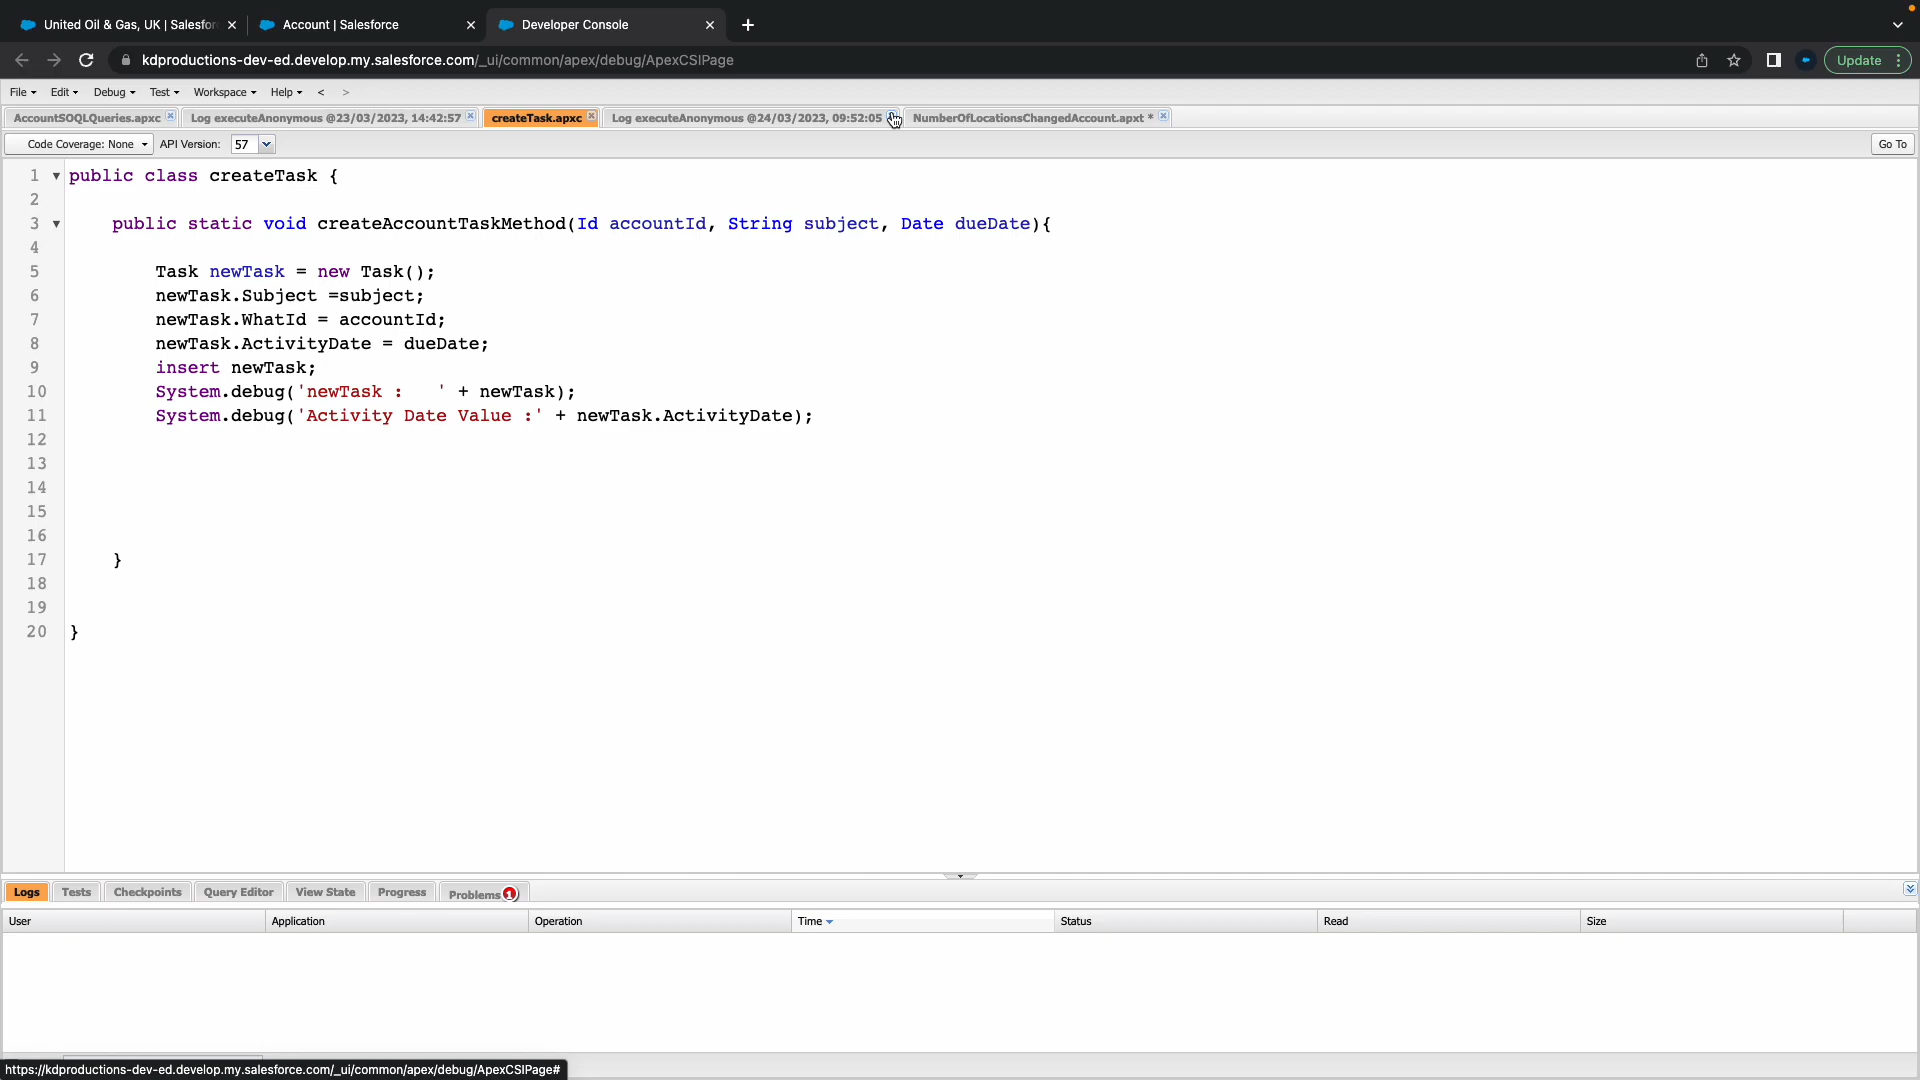 United Oil & Gas, UK | Salesfor
Account | Salesforce
Developer Console
kdproductions-dev-ed.develop.my.salesforce.com/_ui/common/apex/debug/ApexCSIPage
Update
File Edit Debug Test Workspace Help < >
AccountSOQLQueries.apxc
Log executeAnonymous @23/03/2023, 14:42:57
createTask.apxc
Log executeAnonymous @24/03/2023, 09:52:05
NumberOfLocationsChangedAccount.apxt *
Code Coverage: None API Version: 57 Go To
1 public class createTask {
2
3 public static void createAccountTaskMethod(Id accountId, String subject, Date dueDate){
4
5 Task newTask = new Task();
6 newTask.Subject =subject;
7 newTask.WhatId = accountId;
8 newTask.ActivityDate = dueDate;
9 insert newTask;
10 System.debug('newTask :   ' + newTask);
11 System.debug('Activity Date Value :' + newTask.ActivityDate);
12
13
14
15
16
17 }
18
19
20 }
Logs Tests Checkpoints Query Editor View State Progress Problems 1
User Application Operation Time Status Read Size
https://kdproductions-dev-ed.develop.my.salesforce.com/_ui/common/apex/debug/ApexCSIPage#